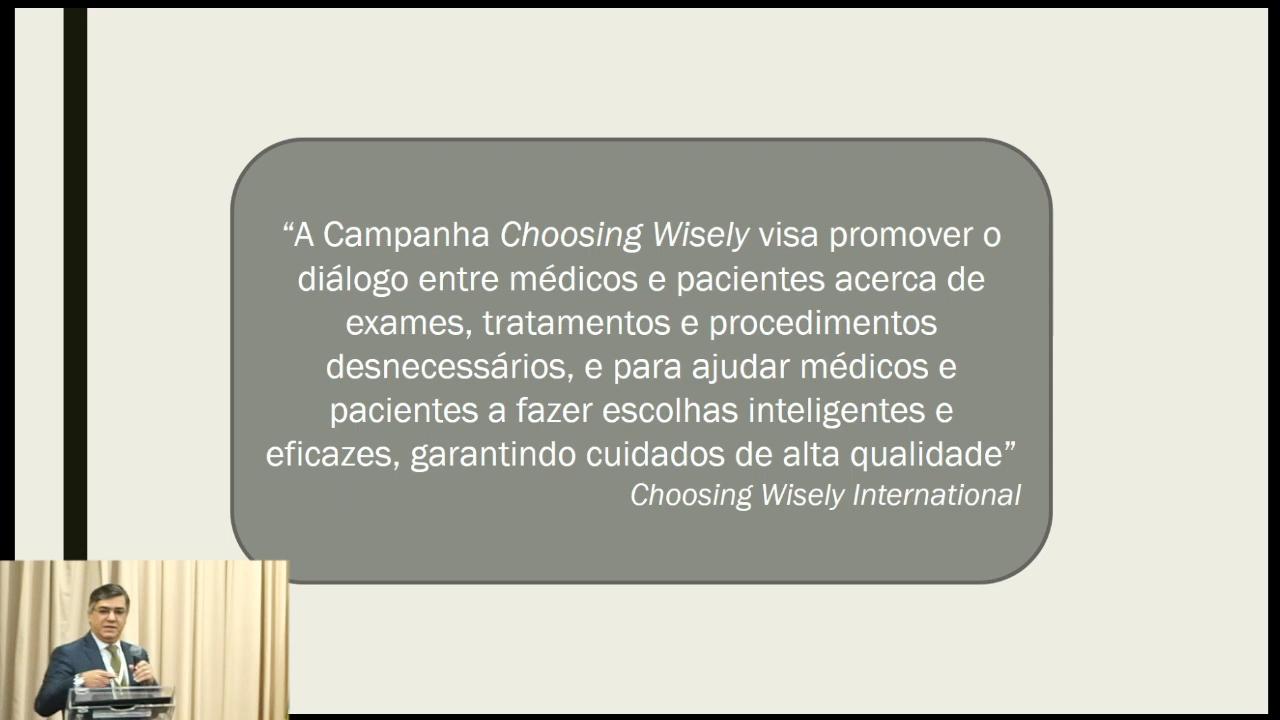 “A Campanha Choosing Wisely visa promover o
diálogo entre médicos e pacientes acerca de
exames, tratamentos e procedimentos
desnecessários, e para ajudar médicos e
pacientes a fazer escolhas inteligentes e
eficazes, garantindo cuidados de alta qualidade”
Choosing Wisely International